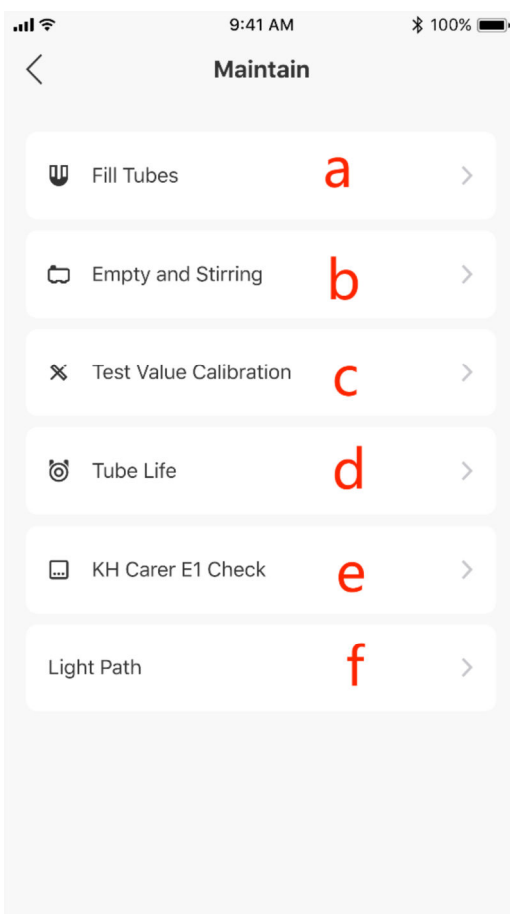 9:41 AM 100%
Maintain
Fill Tubes a
Empty and Stirring b
Test Value Calibration c
Tube Life d
KH Carer E1 Check e
Light Path f